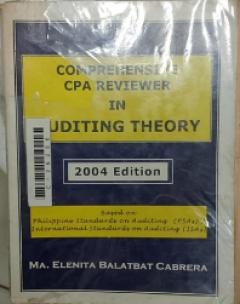 COMPREHENSIVE
CPA REVIEWER
IN
AUDITING THEORY
2004 Edition
Based on:
Philippine Standards on Auditing (PSAs)
International Standards on Auditing (ISAs)
MA. ELENITA BALATBAT CABRERA